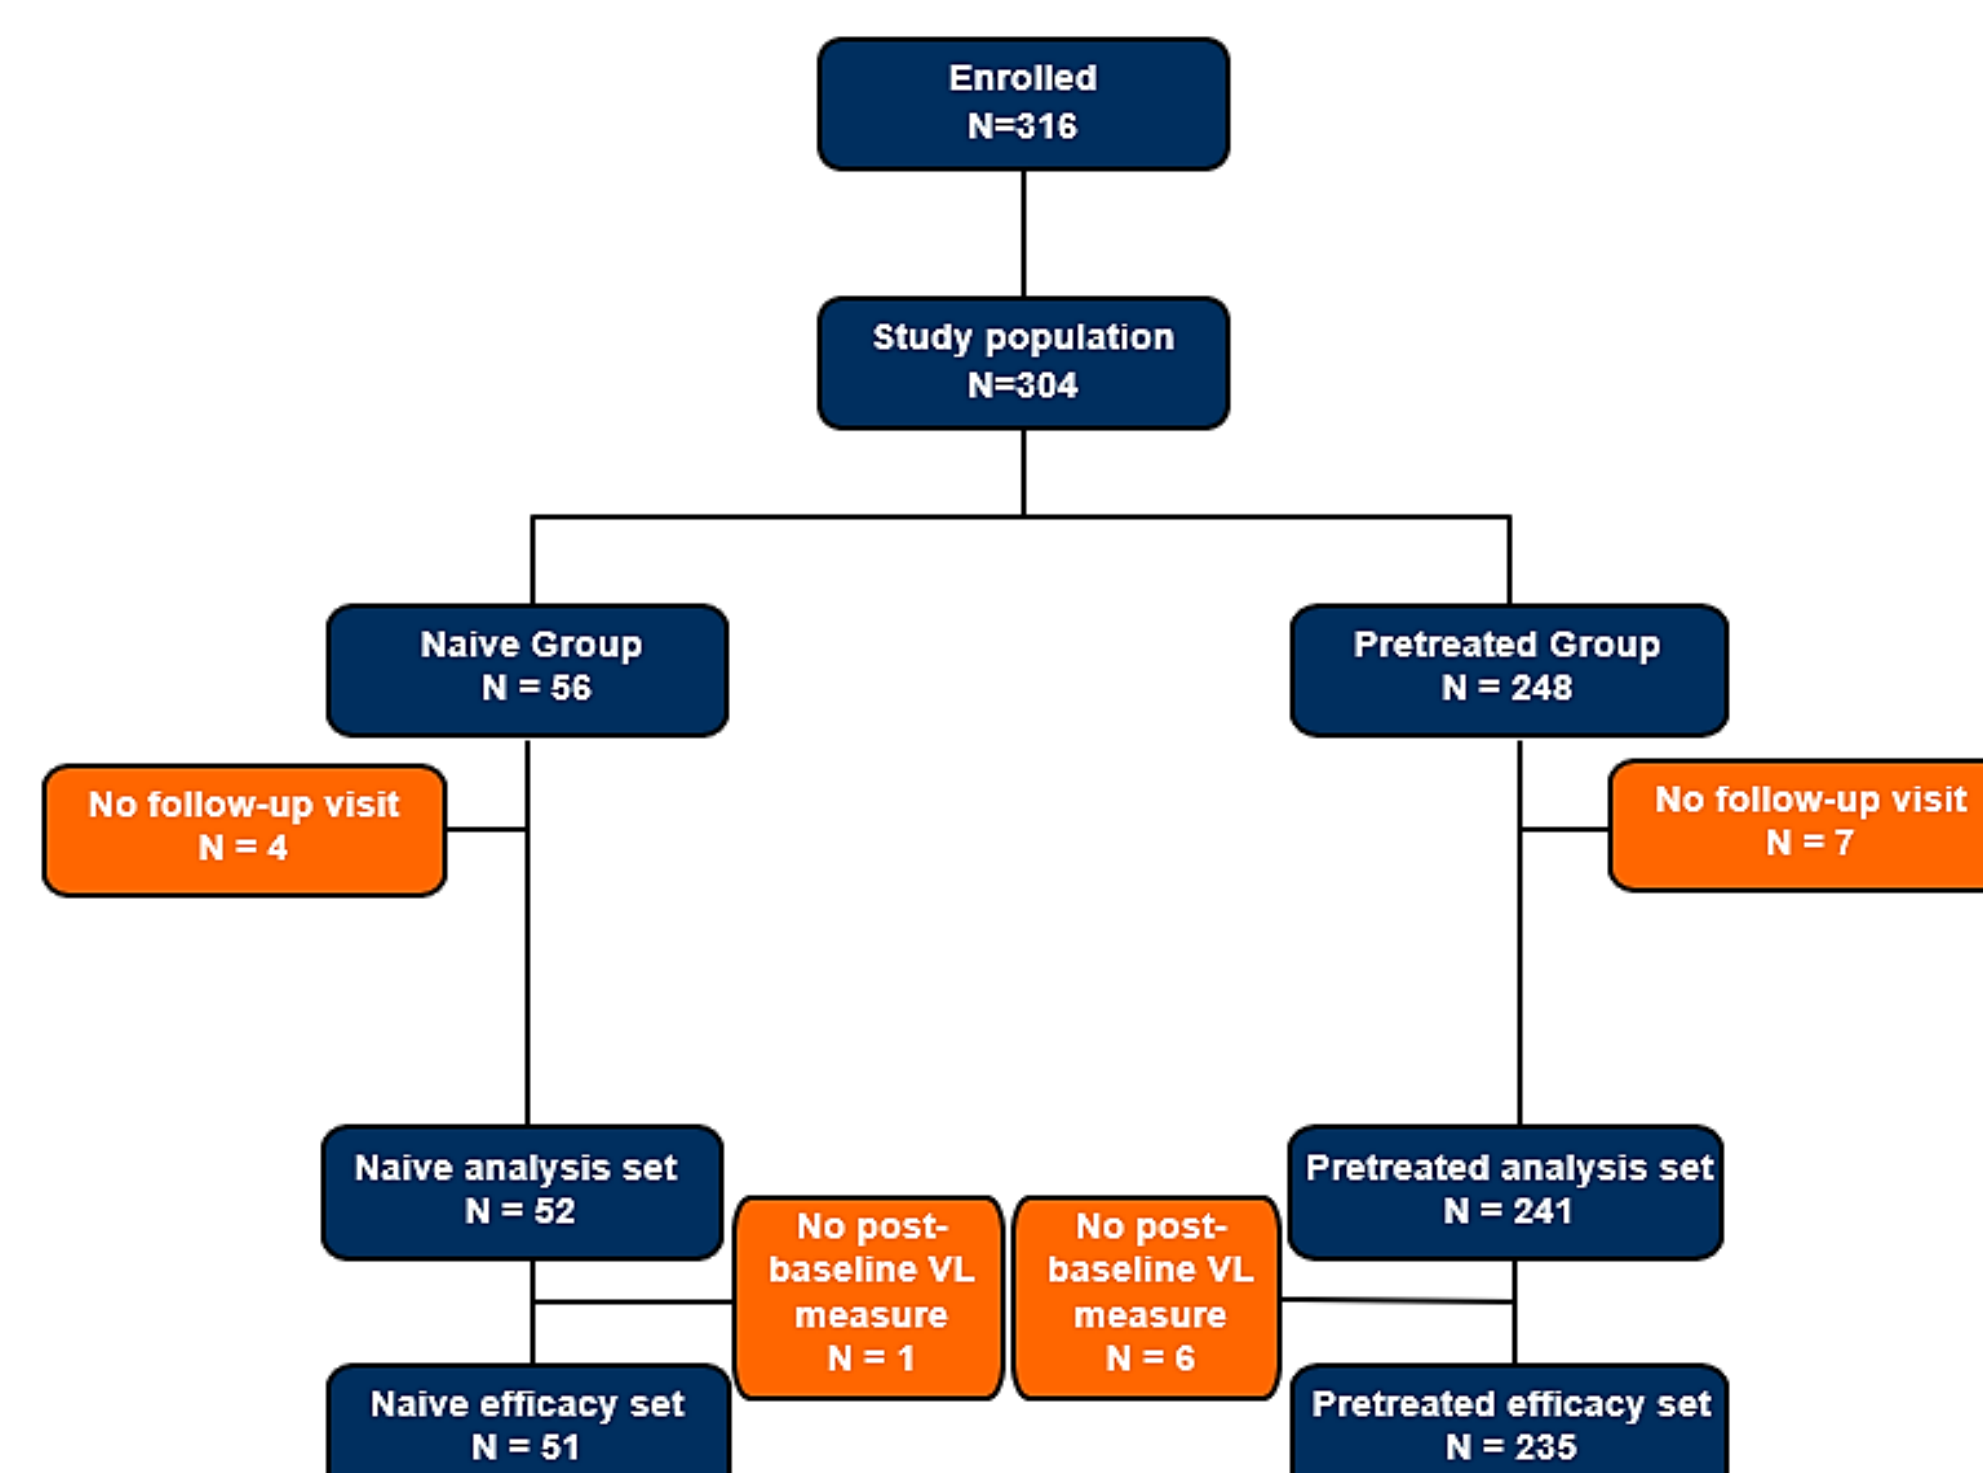 Enrolled
N=316
Study population
N=304
Naive Group
N = 56
Pretreated Group
N = 248
No follow-up visit
N = 4
No follow-up visit
N = 7
Naive analysis set
N = 52
Pretreated analysis set
N = 241
No post-
baseline VL
measure
N = 1
No post-
baseline VL
measure
N = 6
Naive efficacy set
N = 51
Pretreated efficacy set
N = 235